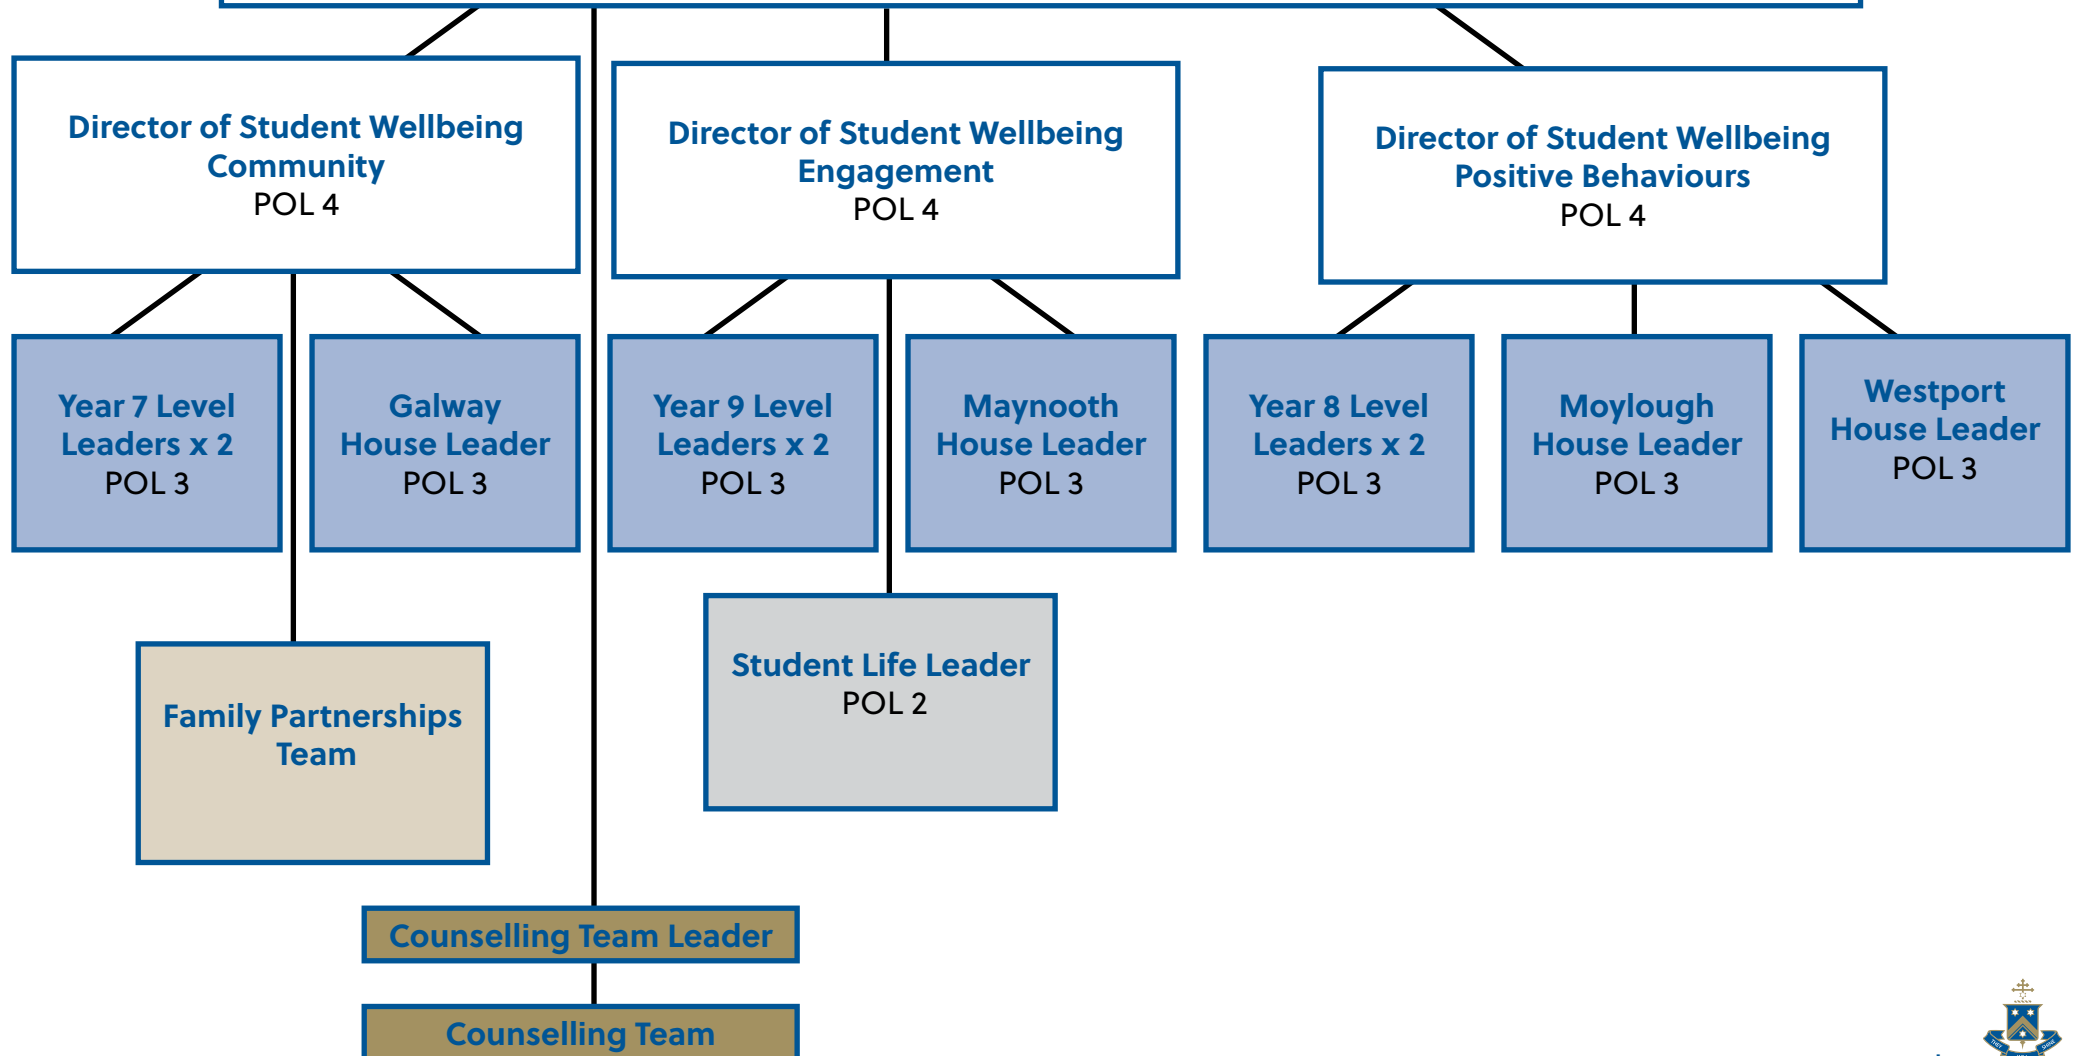 Director of Student Wellbeing
Community
POL 4
Director of Student Wellbeing
Engagement
POL 4
Director of Student Wellbeing
Positive Behaviours
POL 4
Year 7 Level
Leaders x 2
POL 3
Galway
House Leader
POL 3
Year 9 Level
Leaders x 2
POL 3
Maynooth
House Leader
POL 3
Year 8 Level
Leaders x 2
POL 3
Moylough
House Leader
POL 3
Westport
House Leader
POL 3
Family Partnerships
Team
Student Life Leader
POL 2
Counselling Team Leader
Counselling Team